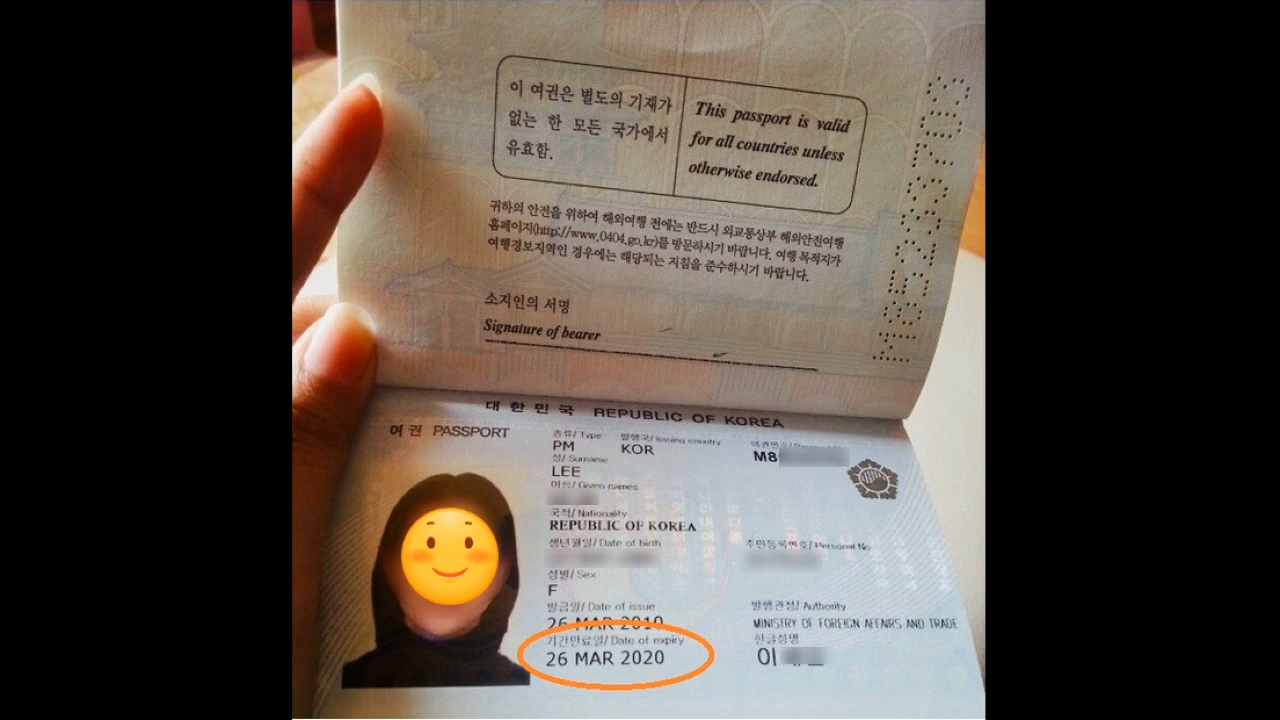 이 여권은 별도의 기재가
없는 한 모든 국가에서
유효함.
This passport is valid
for all countries unless
otherwise endorsed.
귀하의 안전을 위하여 해외여행 전에는 반드시 외교통상부 해외안전여행
홈페이지(http://www.0404.go.kr)를 방문하시기 바랍니다. 여행 목적지가
여행경보지역인 경우에는 해당되는 지침을 준수하시기 바랍니다.
소지인의 서명
Signature of bearer
대한민국 REPUBLIC OF KOREA
여권 PASSPORT
종류/ Type 발행국/ Issuing country
PM KOR M8
성/ Surname
LEE
이름/ Given names
국적/ Nationality
REPUBLIC OF KOREA
생년월일/ Date of birth 주민등록번호/ Personal No
성별/ Sex
F
발급일/ Date of issue 발행관청/ Authority
26 MAR 2010 MINISTRY OF FOREIGN AFFAIRS AND TRADE
기간만료일/ Date of expiry 한글성명
26 MAR 2020 이